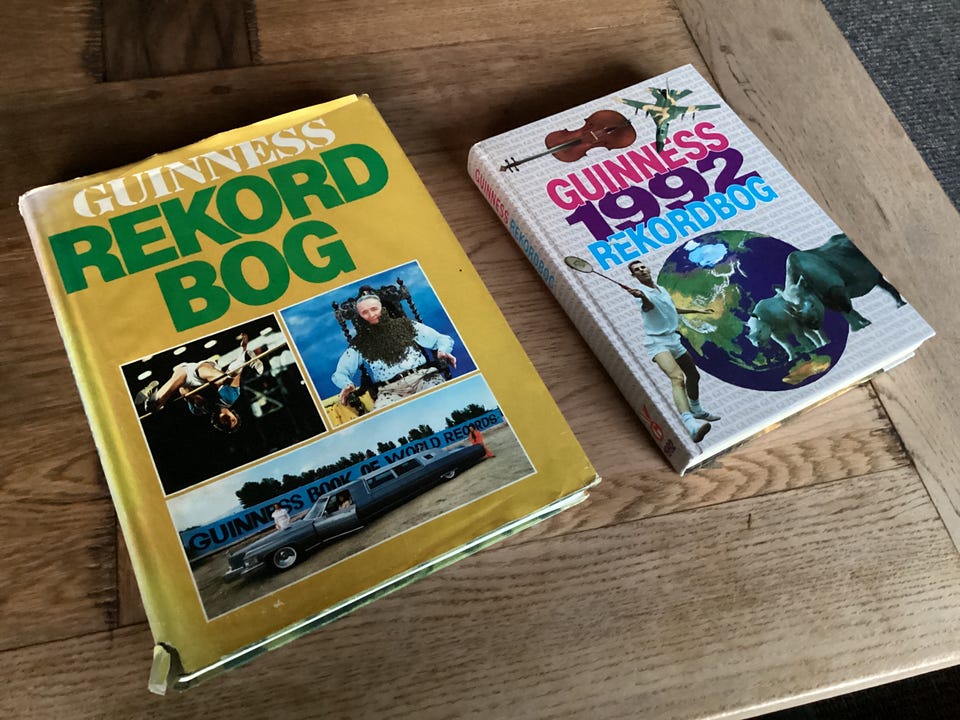 GUINNESS
REKORD
BOG
GUINNESS BOOK OF WORLD RECORDS
GUINNESS REKORDBOG
GUINNESS
1992
REKORDBOG